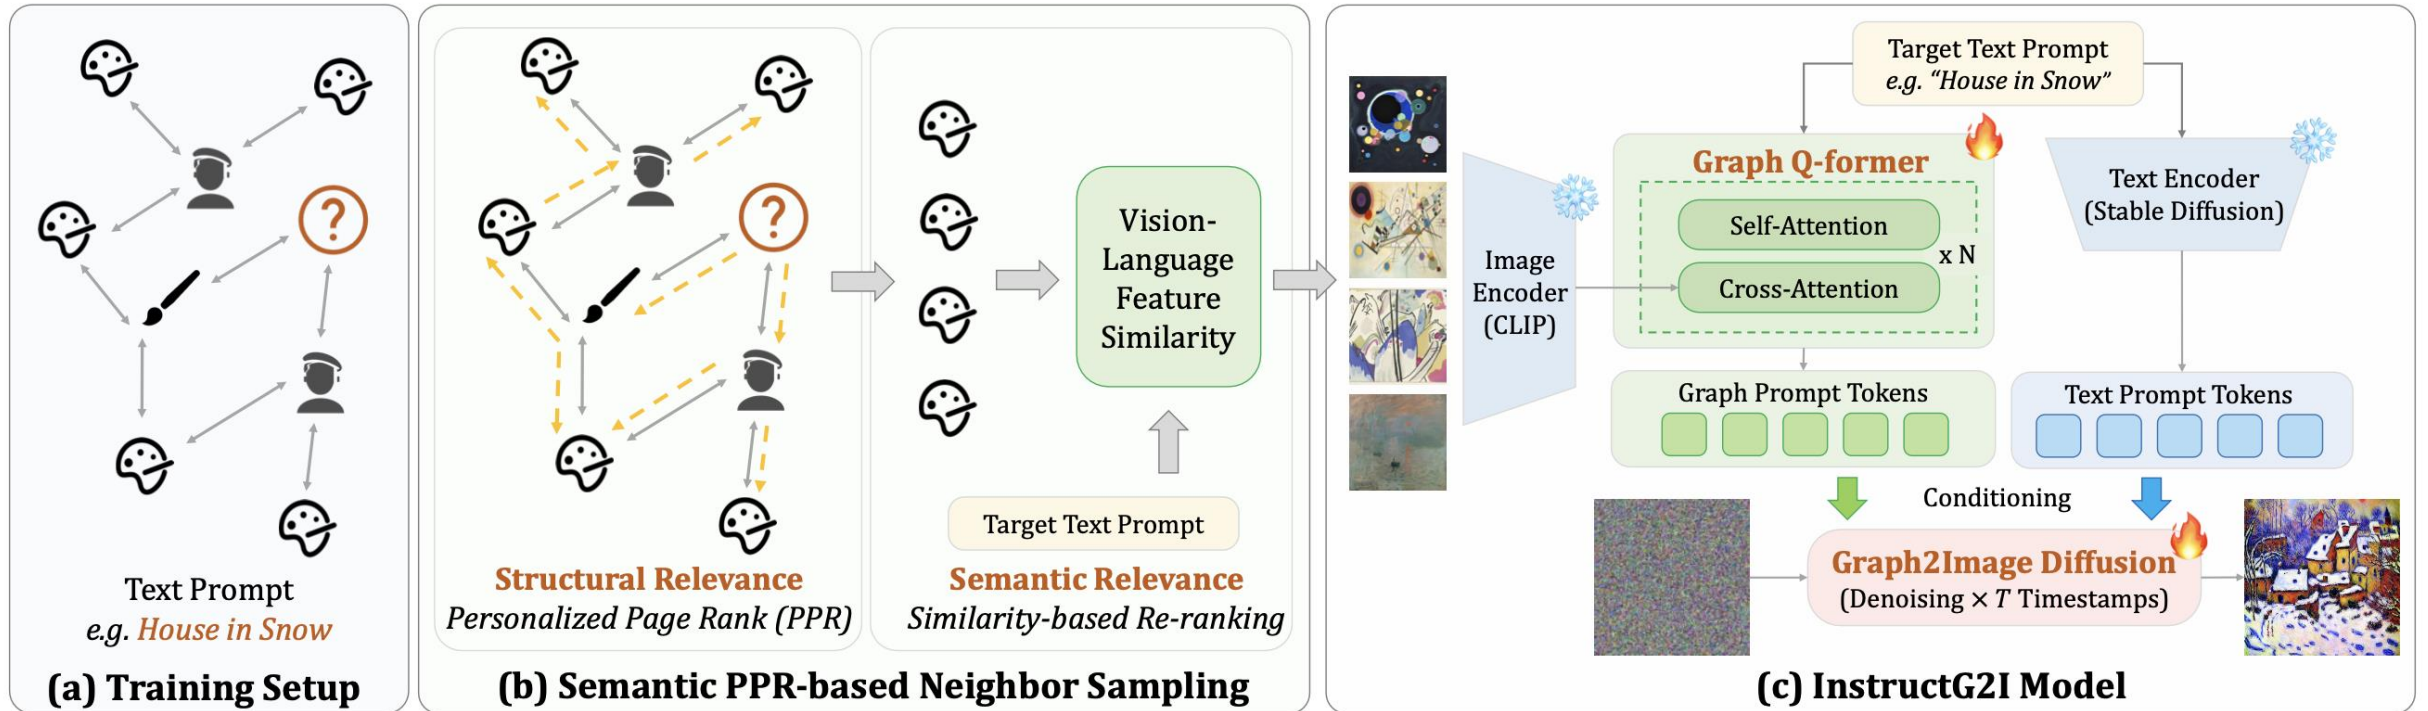 ?
Text Prompt
e.g. House in Snow
(a) Training Setup
?
Structural Relevance
Personalized Page Rank (PPR)
Vision-
Language
Feature
Similarity
Target Text Prompt
Semantic Relevance
Similarity-based Re-ranking
(b) Semantic PPR-based Neighbor Sampling
Target Text Prompt
e.g. “House in Snow”
Image
Encoder
(CLIP)
Graph Q-former
Self-Attention
x N
Cross-Attention
Text Encoder
(Stable Diffusion)
Graph Prompt Tokens
Text Prompt Tokens
Conditioning
Graph2Image Diffusion
(Denoising × T Timestamps)
(c) InstructG2I Model